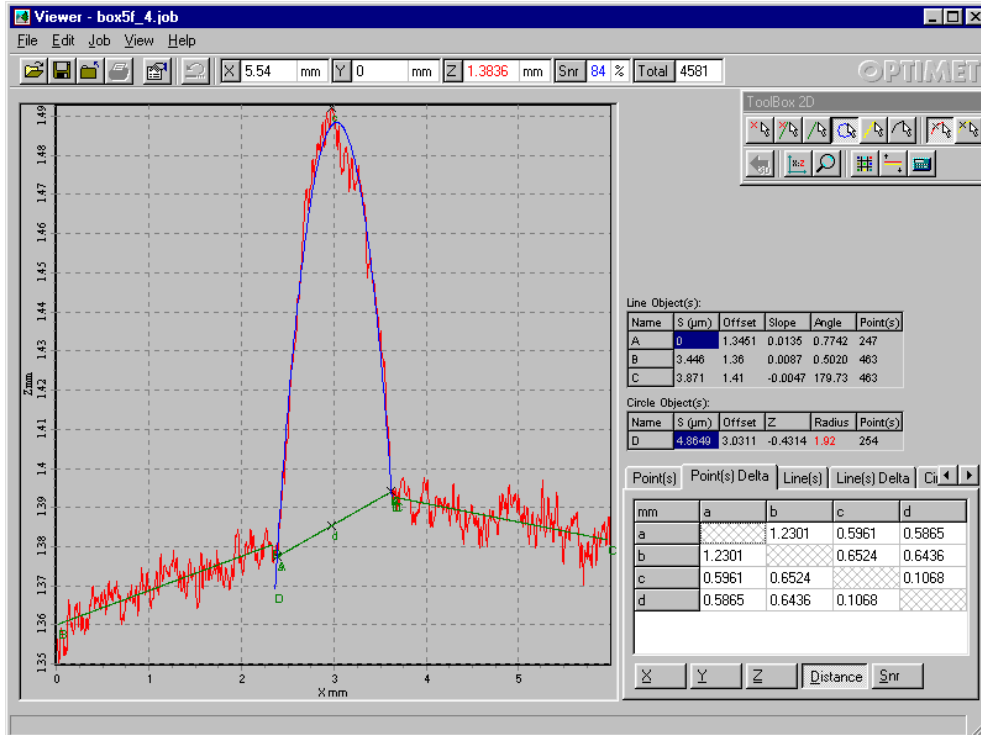 Viewer - box5f_4.job
File Edit Job View Help
X 5.54 mm Y 0 mm Z 1.3836 mm Snr 84 % Total 4581
OPTIMET
ToolBox 2D
1.49
1.48
1.47
1.46
1.45
1.44
1.43
1.42
1.41
1.4
1.39
1.38
1.37
1.36
1.35
Z mm
0 1 2 3 4 5
X mm
B
A
D
d
C
Line Object(s):
Name S (µm) Offset Slope Angle Point(s)
A 0 1.3451 0.0135 0.7742 247
B 3.446 1.36 0.0087 0.5020 463
C 3.871 1.41 -0.0047 179.73 463
Circle Object(s):
Name S (µm) Offset Z Radius Point(s)
D 4.8649 3.0311 -0.4314 1.92 254
Point(s) Point(s) Delta Line(s) Line(s) Delta Ci
mm a b c d
a 1.2301 0.5961 0.5865
b 1.2301 0.6524 0.6436
c 0.5961 0.6524 0.1068
d 0.5865 0.6436 0.1068
X Y Z Distance Snr